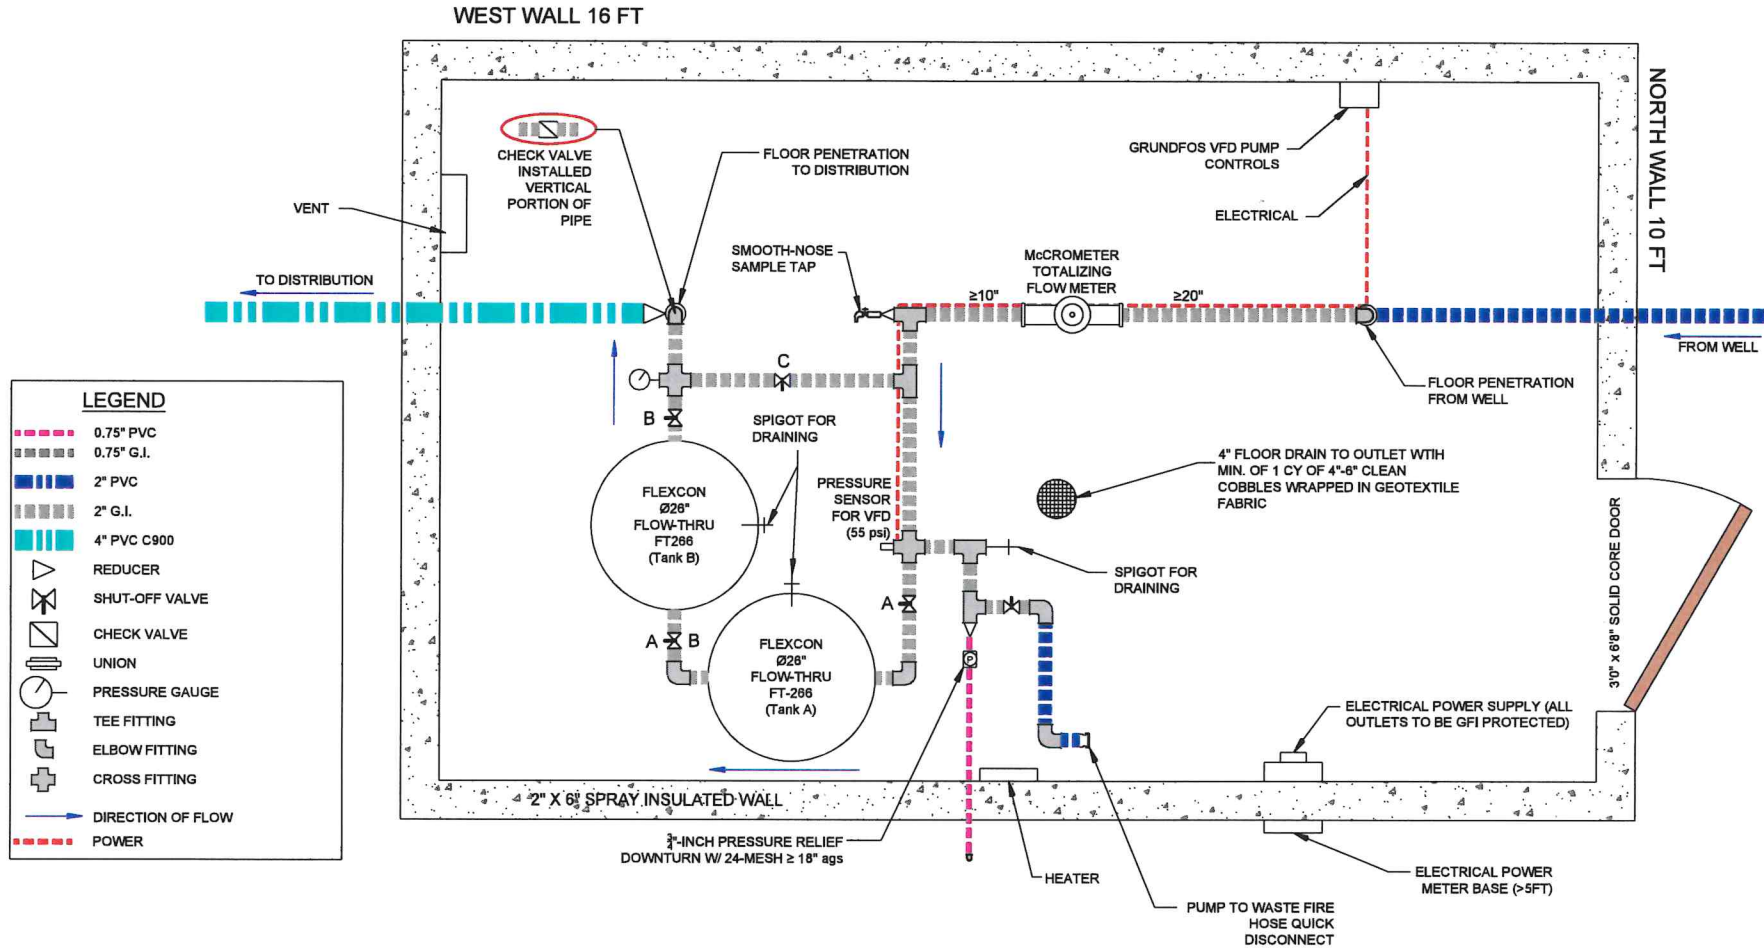 WEST WALL 16 FT
NORTH WALL 10 FT
CHECK VALVE
INSTALLED
VERTICAL
PORTION OF
PIPE
FLOOR PENETRATION
TO DISTRIBUTION
GRUNDFOS VFD PUMP
CONTROLS
VENT
ELECTRICAL
SMOOTH-NOSE
SAMPLE TAP
McCROMETER
TOTALIZING
FLOW METER
TO DISTRIBUTION
≥10"
≥20"
FROM WELL
C
FLOOR PENETRATION
FROM WELL
B
SPIGOT FOR
DRAINING
LEGEND
0.75" PVC
0.75" G.I.
2" PVC
2" G.I.
4" PVC C900
REDUCER
SHUT-OFF VALVE
CHECK VALVE
UNION
PRESSURE GAUGE
TEE FITTING
ELBOW FITTING
CROSS FITTING
DIRECTION OF FLOW
POWER
FLEXCON
Ø26"
FLOW-THRU
FT266
(Tank B)
PRESSURE
SENSOR
FOR VFD
(55 psi)
4" FLOOR DRAIN TO OUTLET WTIH
MIN. OF 1 CY OF 4"-6" CLEAN
COBBLES WRAPPED IN GEOTEXTILE
FABRIC
SPIGOT FOR
DRAINING
A
A B
FLEXCON
Ø26"
FLOW-THRU
FT-266
(Tank A)
P
3'0" x 6'8" SOLID CORE DOOR
ELECTRICAL POWER SUPPLY (ALL
OUTLETS TO BE GFI PROTECTED)
2" X 6" SPRAY INSULATED WALL
¾"-INCH PRESSURE RELIEF
DOWNTURN W/ 24-MESH ≥ 18" ags
HEATER
ELECTRICAL POWER
METER BASE (>5FT)
PUMP TO WASTE FIRE
HOSE QUICK
DISCONNECT